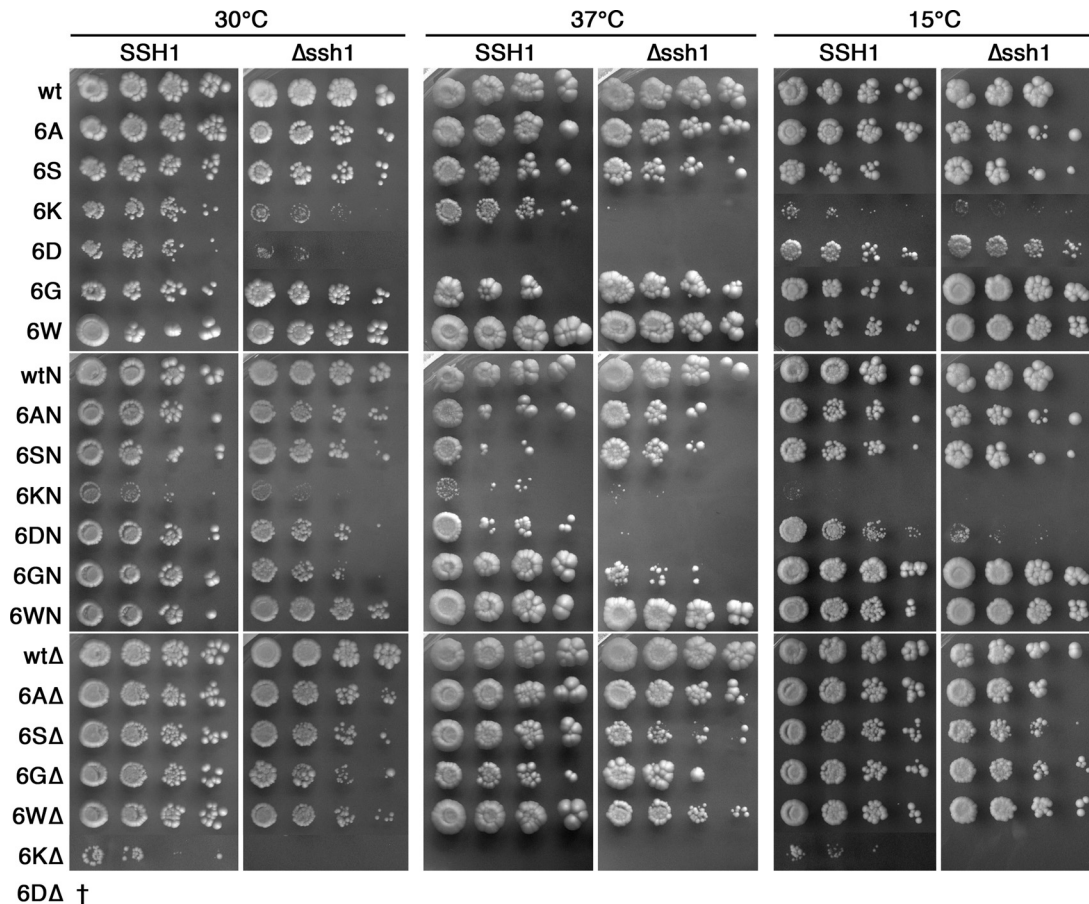 30°C 37°C 15°C
SSH1 Δssh1 SSH1 Δssh1 SSH1 Δssh1
wt
6A
6S
6K
6D
6G
6W
wtN
6AN
6SN
6KN
6DN
6GN
6WN
wtΔ
6AΔ
6SΔ
6GΔ
6WΔ
6KΔ
6DΔ †